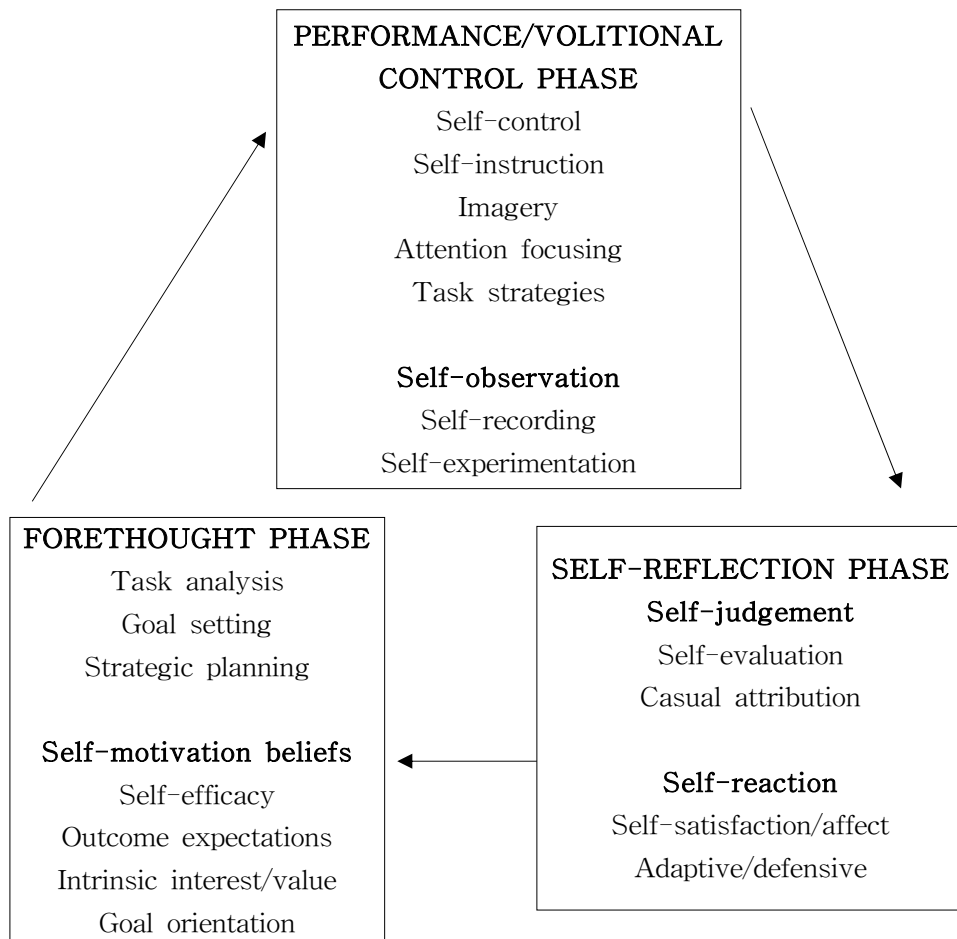 PERFORMANCE/VOLITIONAL
CONTROL PHASE
Self-control
Self-instruction
Imagery
Attention focusing
Task strategies
Self-observation
Self-recording
Self-experimentation
FORETHOUGHT PHASE
Task analysis
Goal setting
Strategic planning
Self-motivation beliefs
Self-efficacy
Outcome expectations
Intrinsic interest/value
Goal orientation
SELF-REFLECTION PHASE
Self-judgement
Self-evaluation
Casual attribution
Self-reaction
Self-satisfaction/affect
Adaptive/defensive